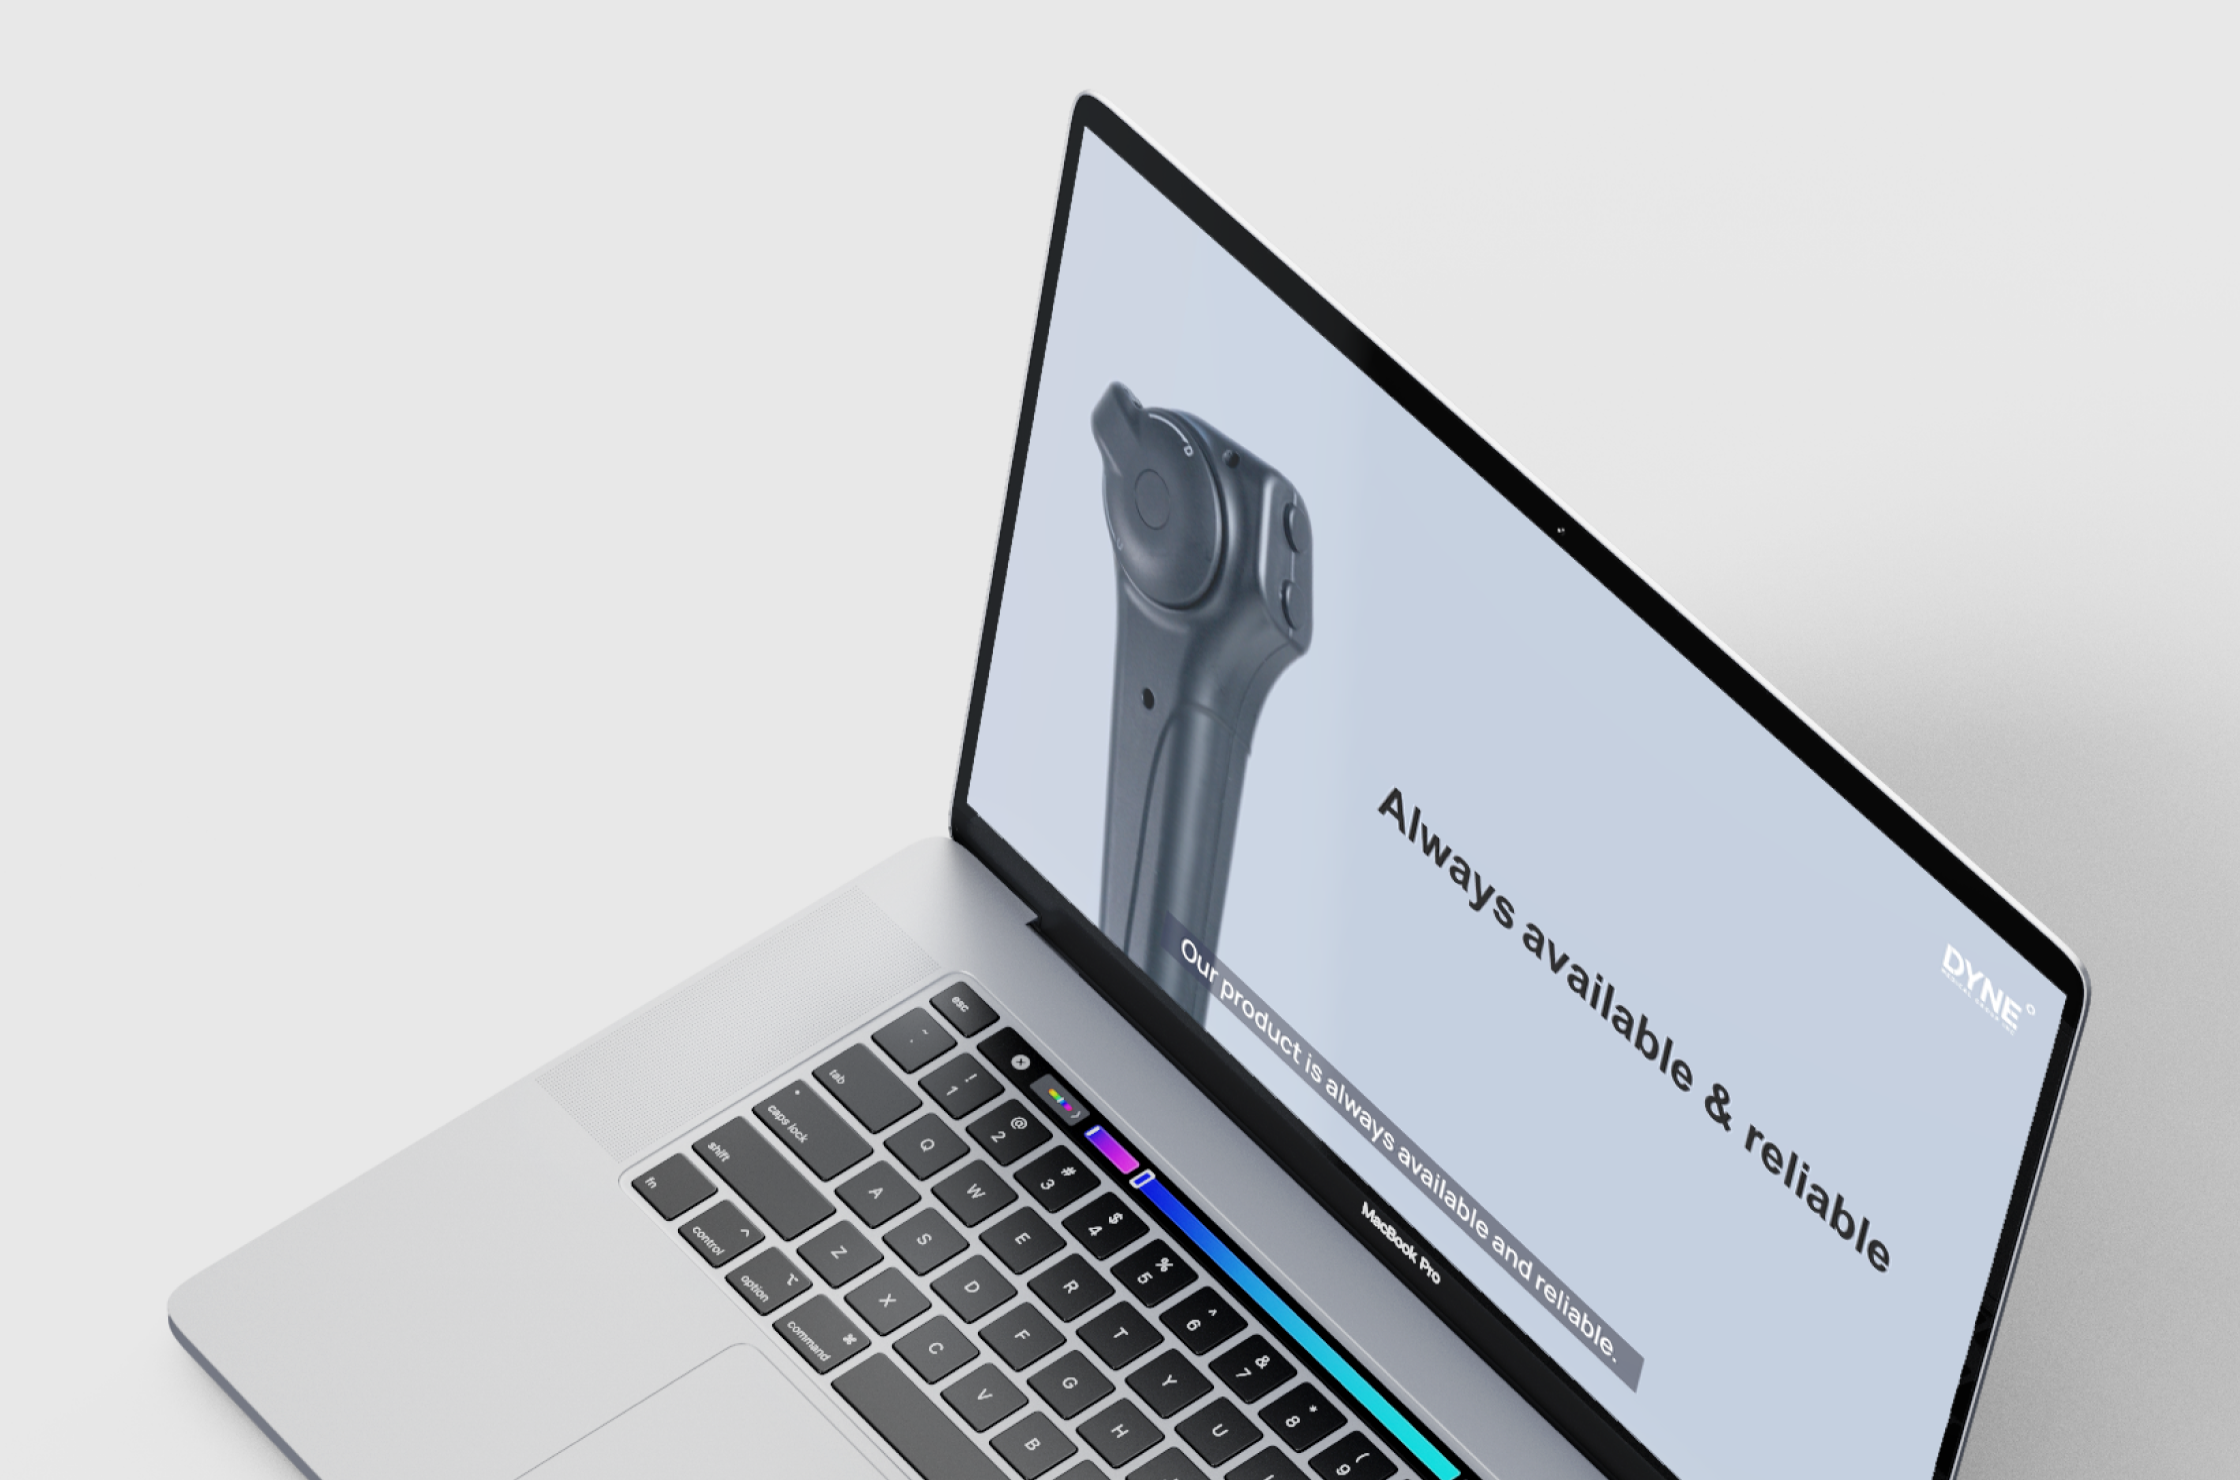 DYNE
Always available & reliable
Our product is always available and reliable.
MacBook Pro
esc
~
! 1
@ 2
# 3
$ 4
% 5
^ 6
& 7
* 8
( 9
tab
Q
W
E
R
T
Y
U
caps lock
A
S
D
F
G
H
shift
Z
X
C
V
B
fn
control
option
command